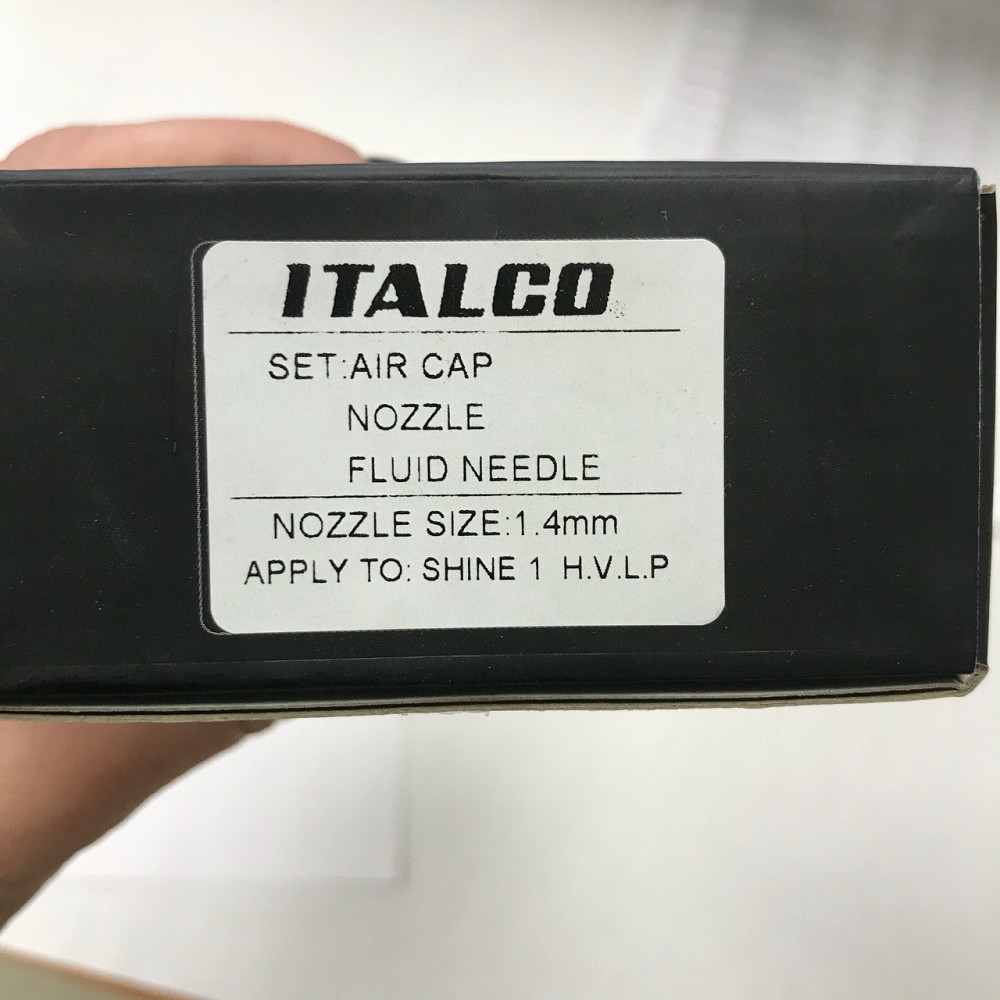 ITALCO
SET:AIR CAP
NOZZLE
FLUID NEEDLE
NOZZLE SIZE:1.4mm
APPLY TO: SHINE 1 H.V.L.P